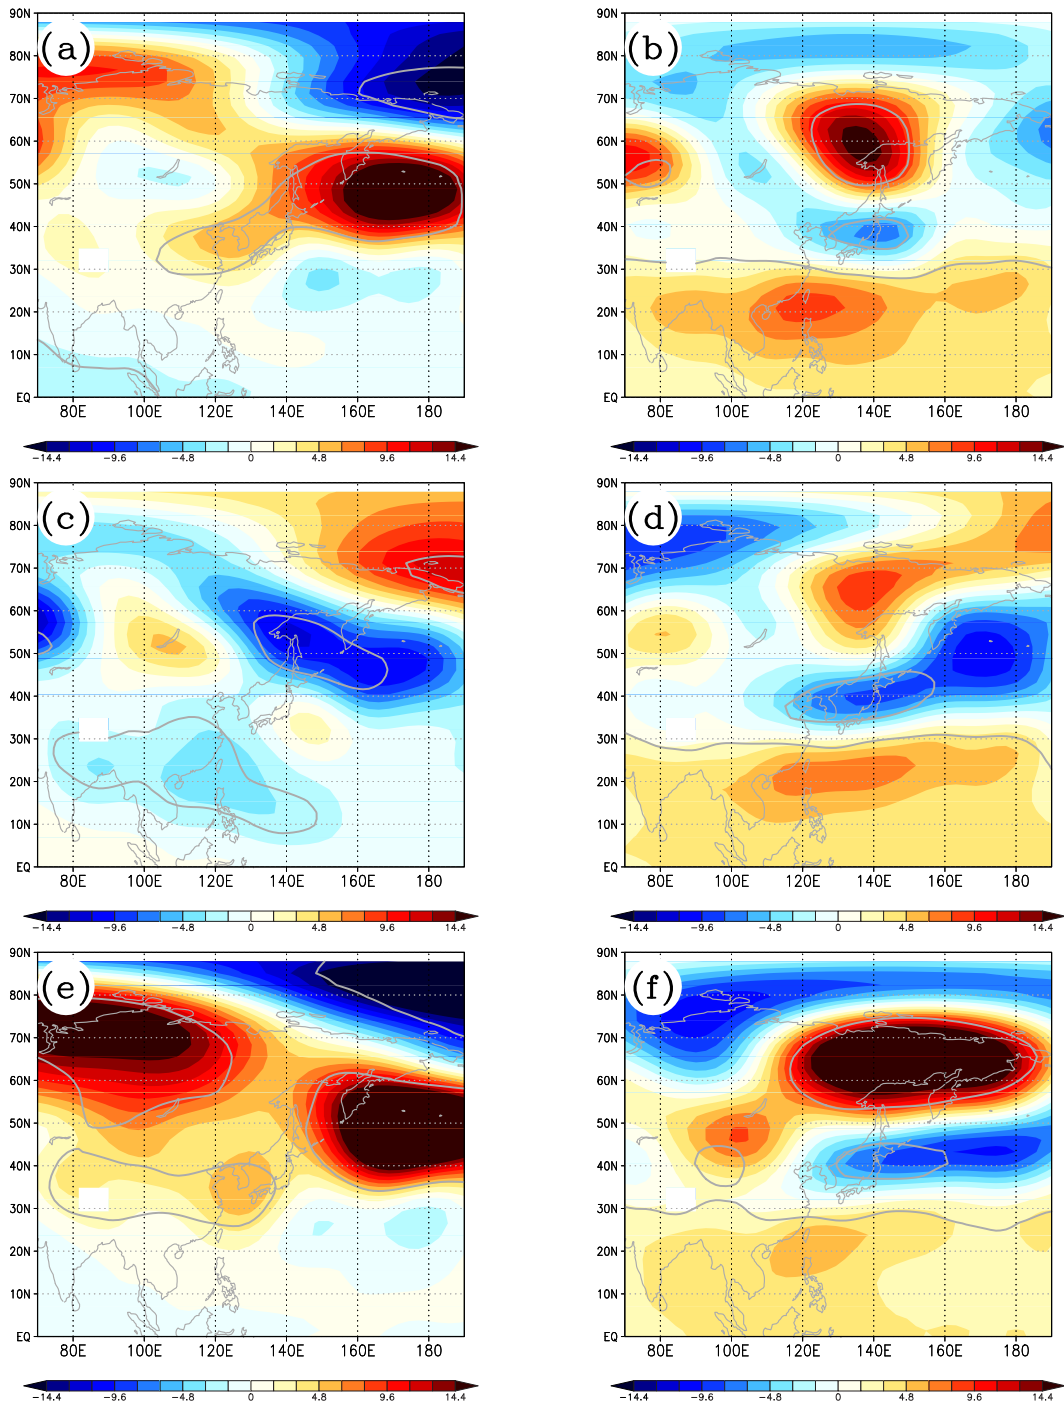 90N 90N
(a) (b)
80N 80N
70N 70N
60N 60N
50N 50N
40N 40N
30N 30N
20N 20N
10N 10N
EQ EQ
80E 100E 120E 140E 160E 180 80E 100E 120E 140E 160E 180
−14.4 −9.6 −4.8 0 4.8 9.6 14.4 −14.4 −9.6 −4.8 0 4.8 9.6 14.4
90N 90N
(c) (d)
80N 80N
70N 70N
60N 60N
50N 50N
40N 40N
30N 30N
20N 20N
10N 10N
EQ EQ
80E 100E 120E 140E 160E 180 80E 100E 120E 140E 160E 180
−14.4 −9.6 −4.8 0 4.8 9.6 14.4 −14.4 −9.6 −4.8 0 4.8 9.6 14.4
90N 90N
(e) (f)
80N 80N
70N 70N
60N 60N
50N 50N
40N 40N
30N 30N
20N 20N
10N 10N
EQ EQ
80E 100E 120E 140E 160E 180 80E 100E 120E 140E 160E 180
−14.4 −9.6 −4.8 0 4.8 9.6 14.4 −14.4 −9.6 −4.8 0 4.8 9.6 14.4